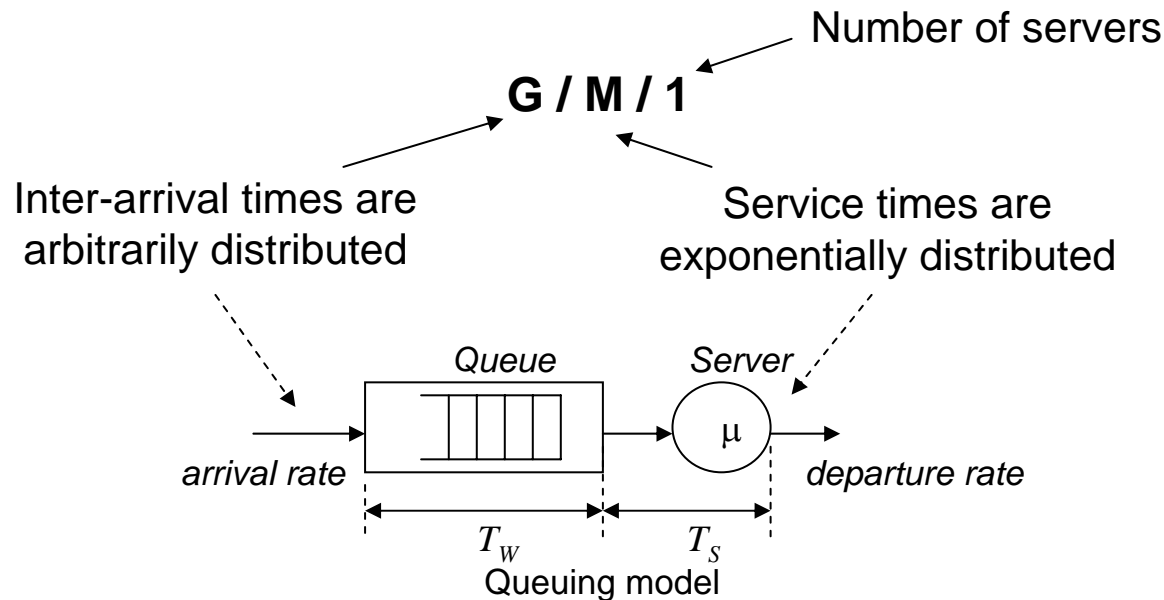 Number of servers
G / M / 1
Inter-arrival times are
arbitrarily distributed
Service times are
exponentially distributed
Queue
Server
μ
arrival rate
departure rate
T_W
T_S
Queuing model